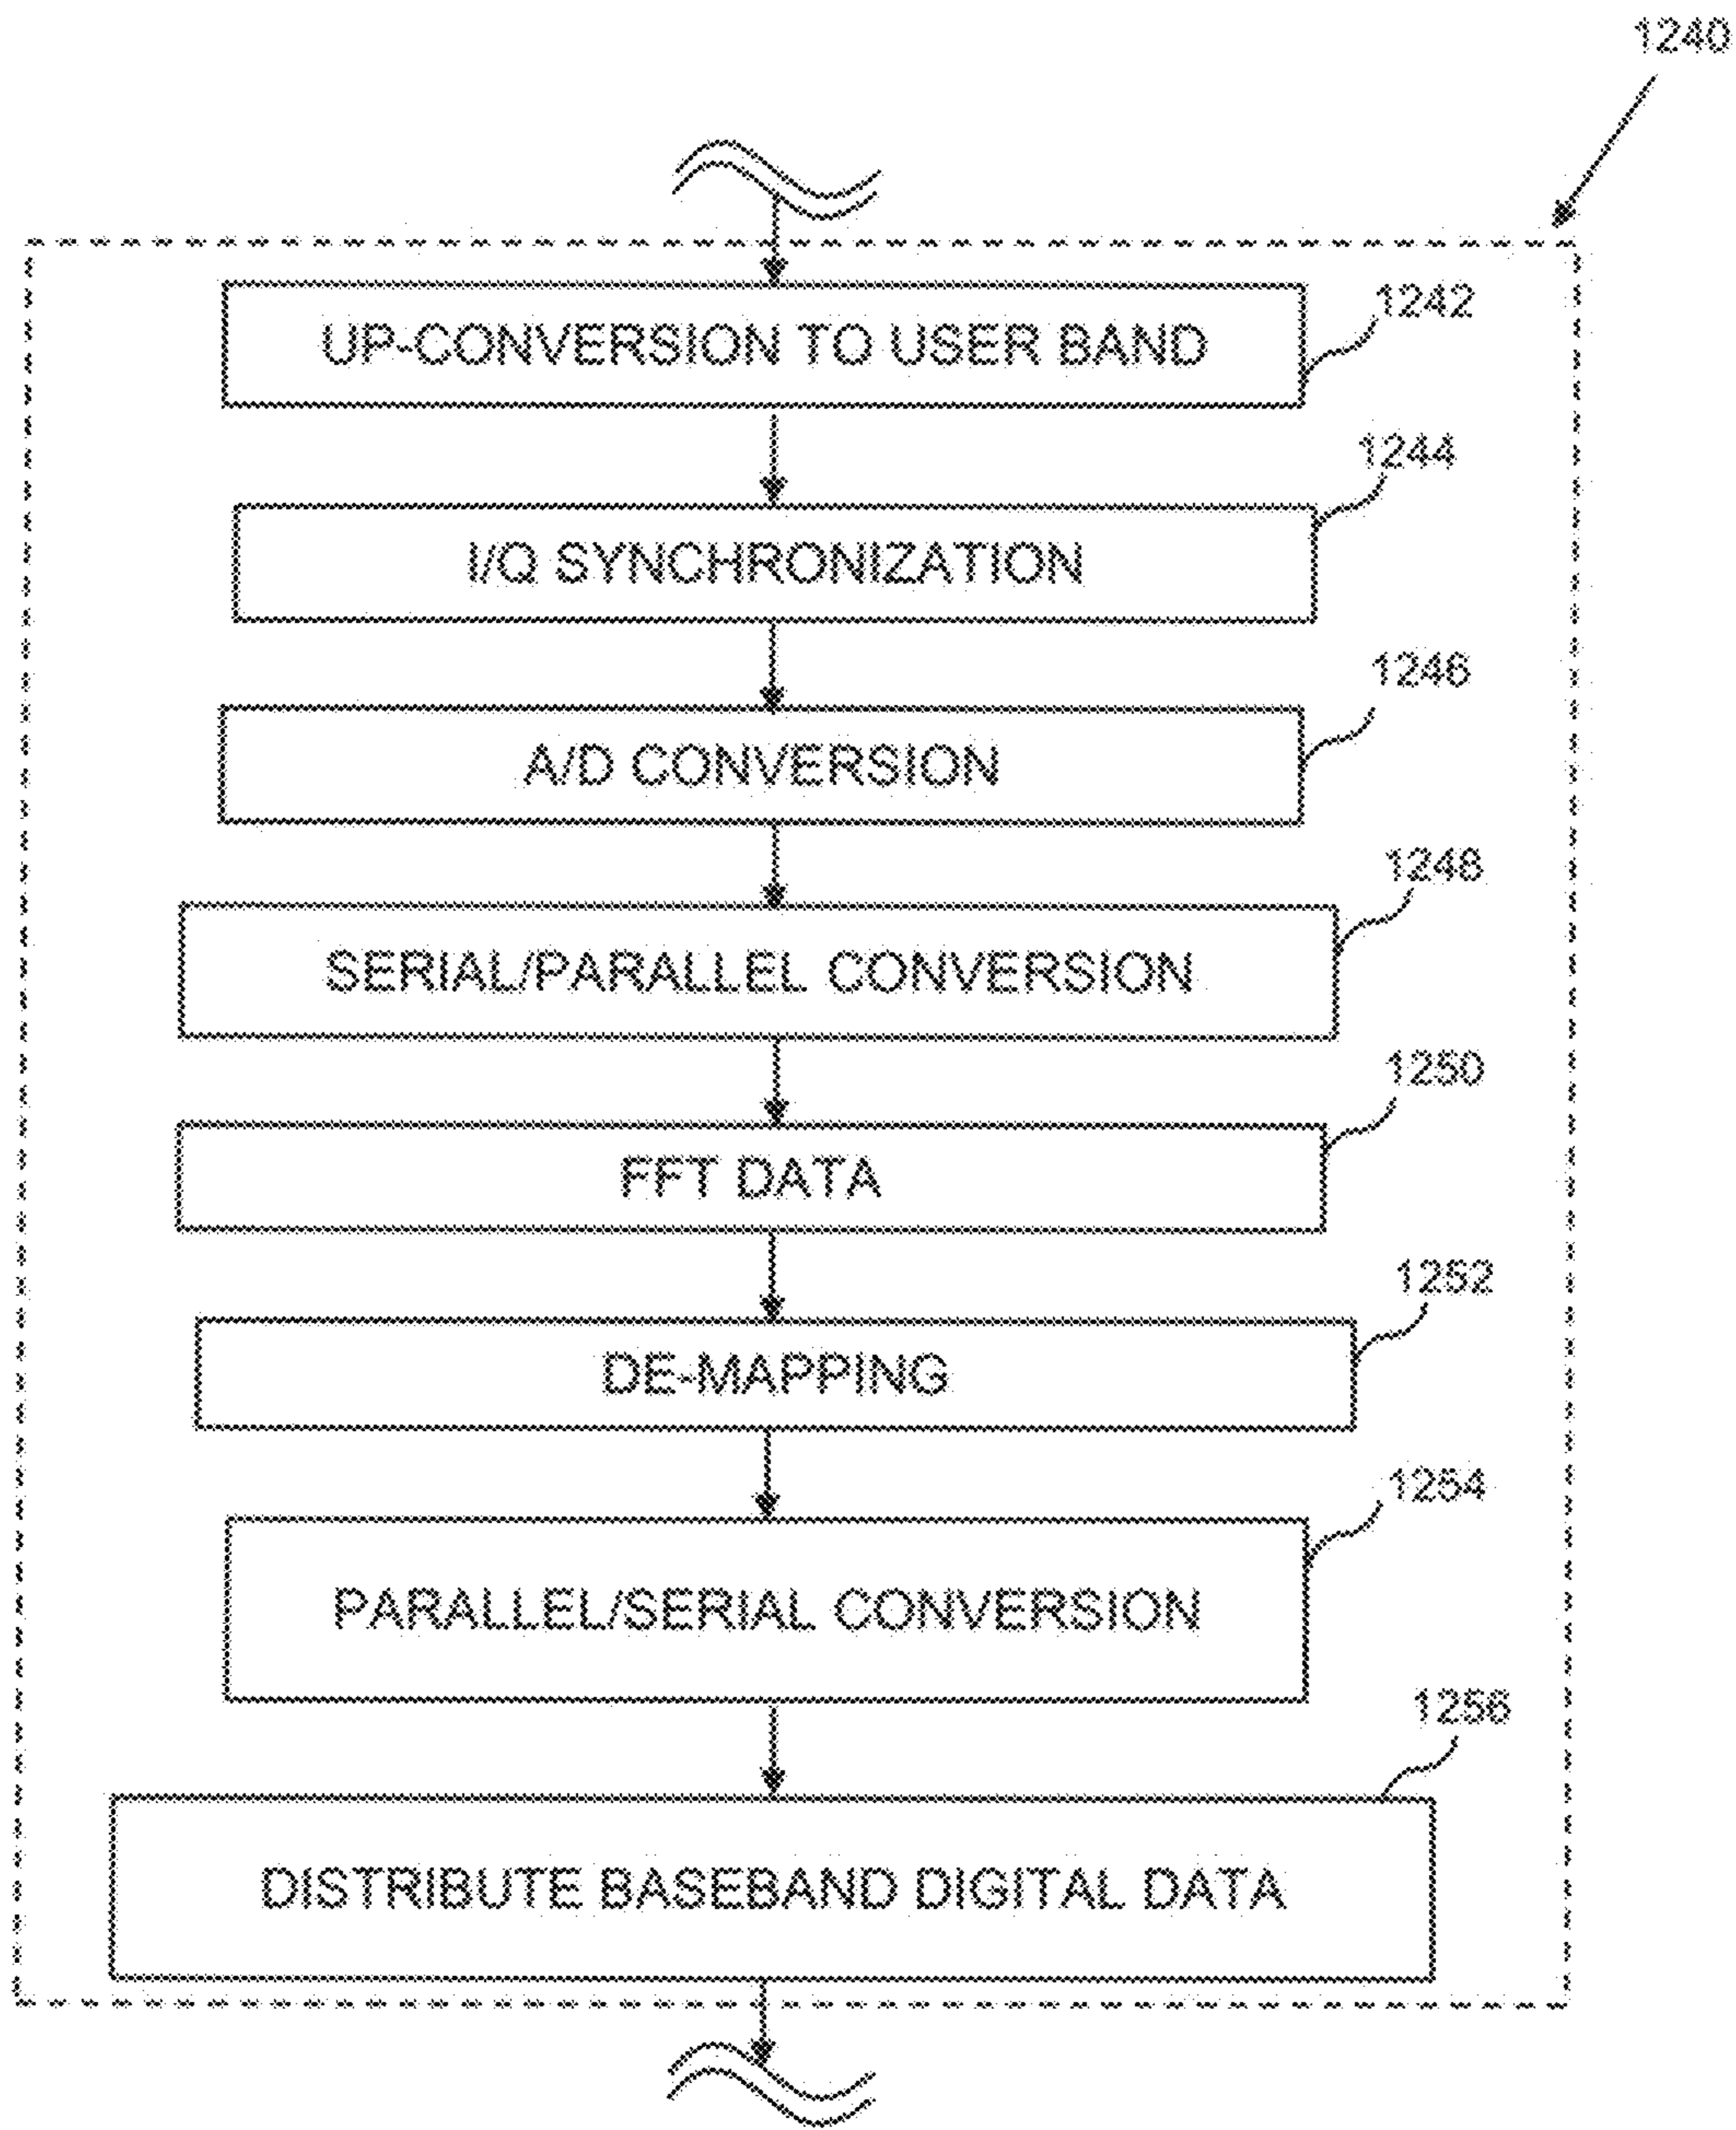 1240
UP-CONVERSION TO USER BAND
1242
1244
I/Q SYNCHRONIZATION
1246
A/D CONVERSION
1248
SERIAL/PARALLEL CONVERSION
1250
FFT DATA
1252
DE-MAPPING
1254
PARALLEL/SERIAL CONVERSION
1256
DISTRIBUTE BASEBAND DIGITAL DATA